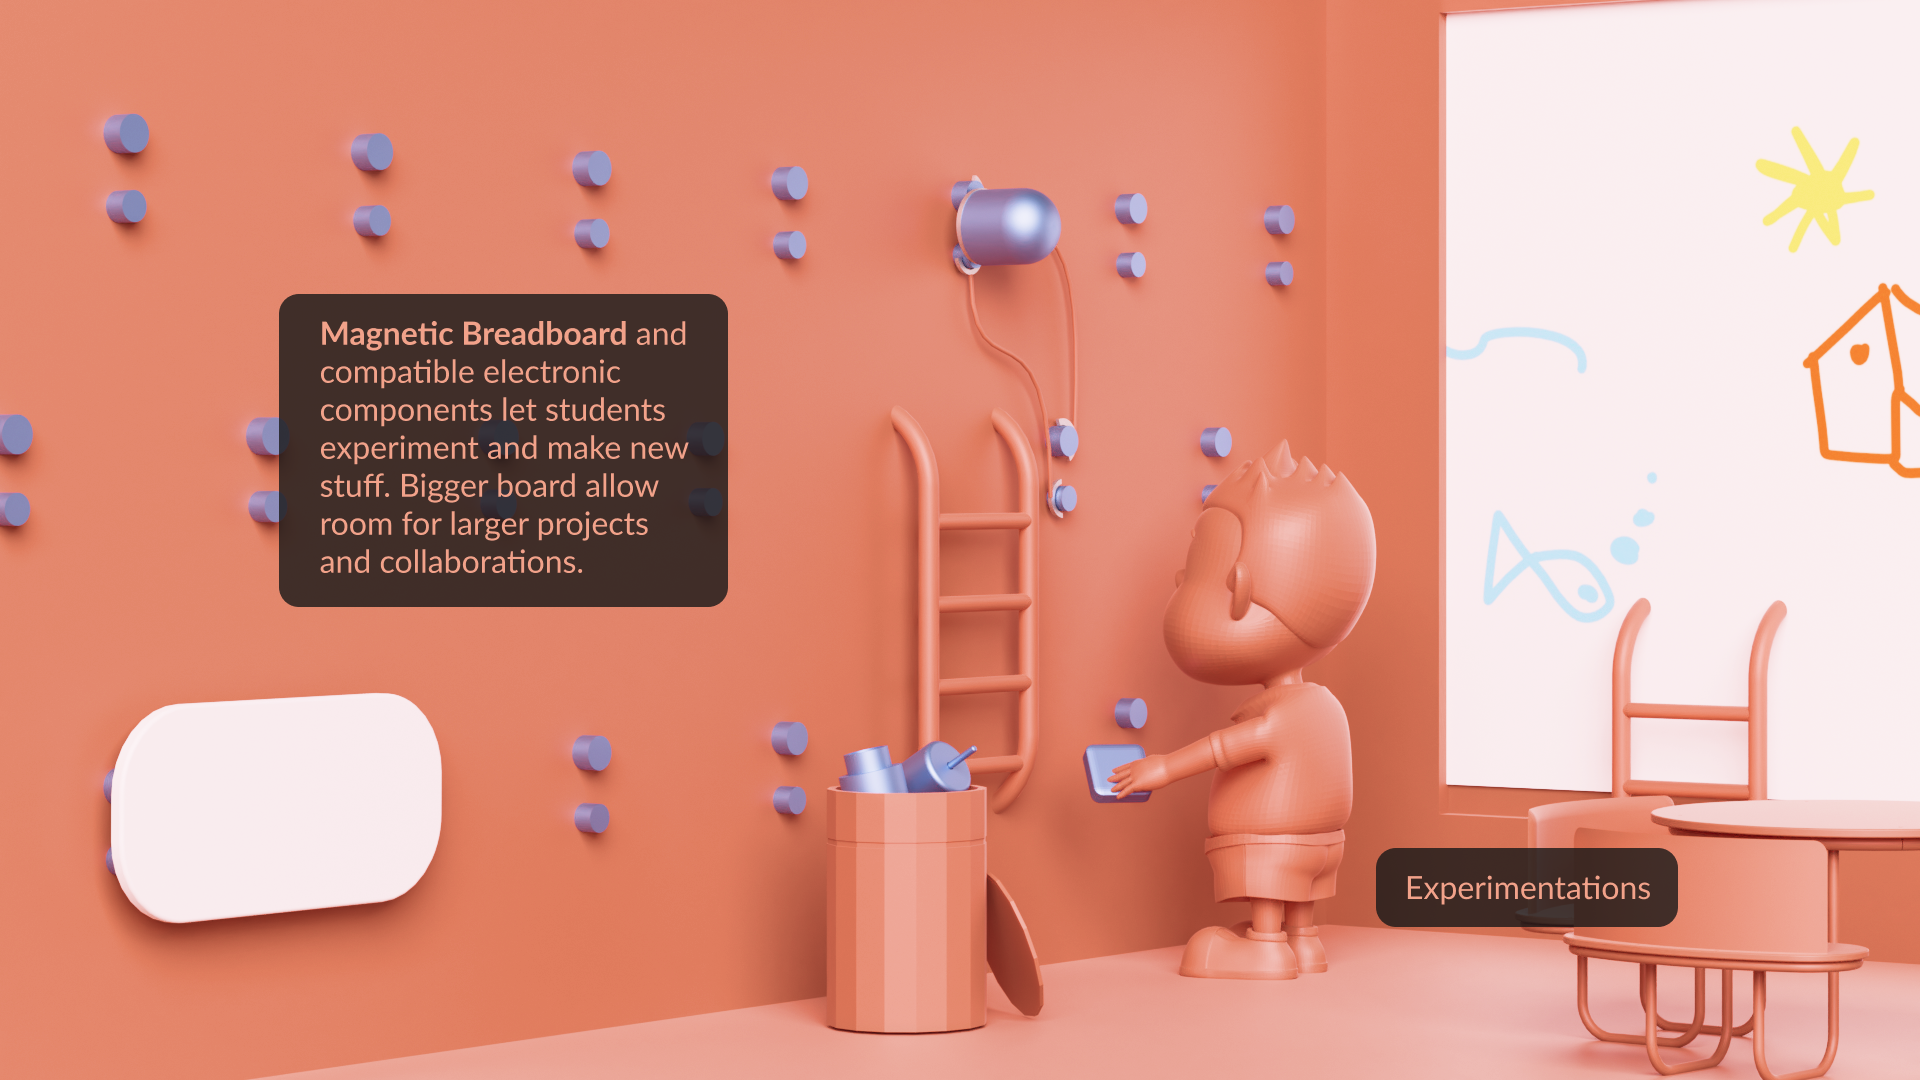 Magnetic Breadboard and
compatible electronic
components let students
experiment and make new
stuff. Bigger board allow
room for larger projects
and collaborations.
Experimentations